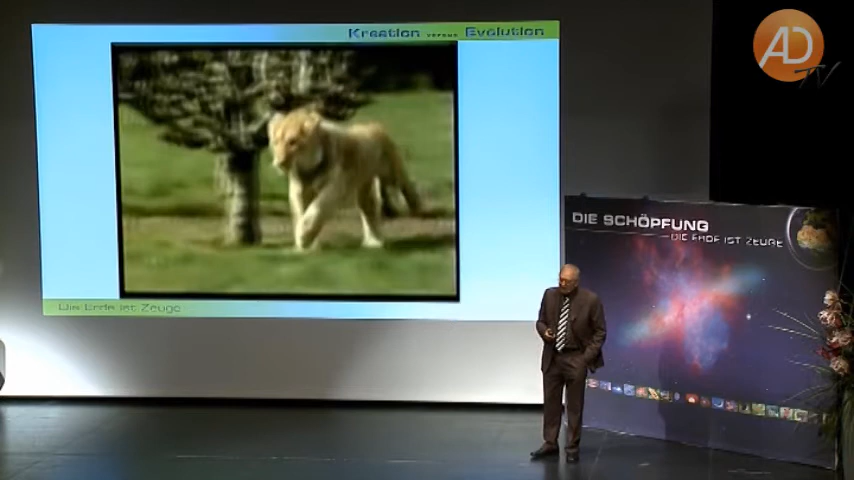 Kreation versus Evolution
AD
TV
DIE SCHÖPFUNG
DIE ERDE IST ZEUGE
Die Erde ist Zeuge